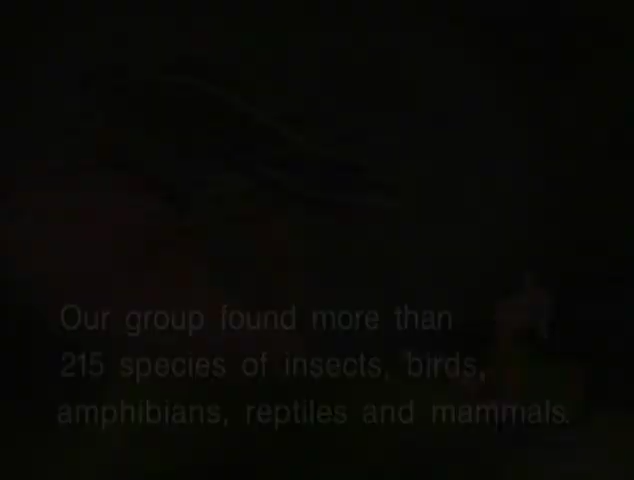 Our group found more than
215 species of insects, birds,
amphibians, reptiles and mammals.